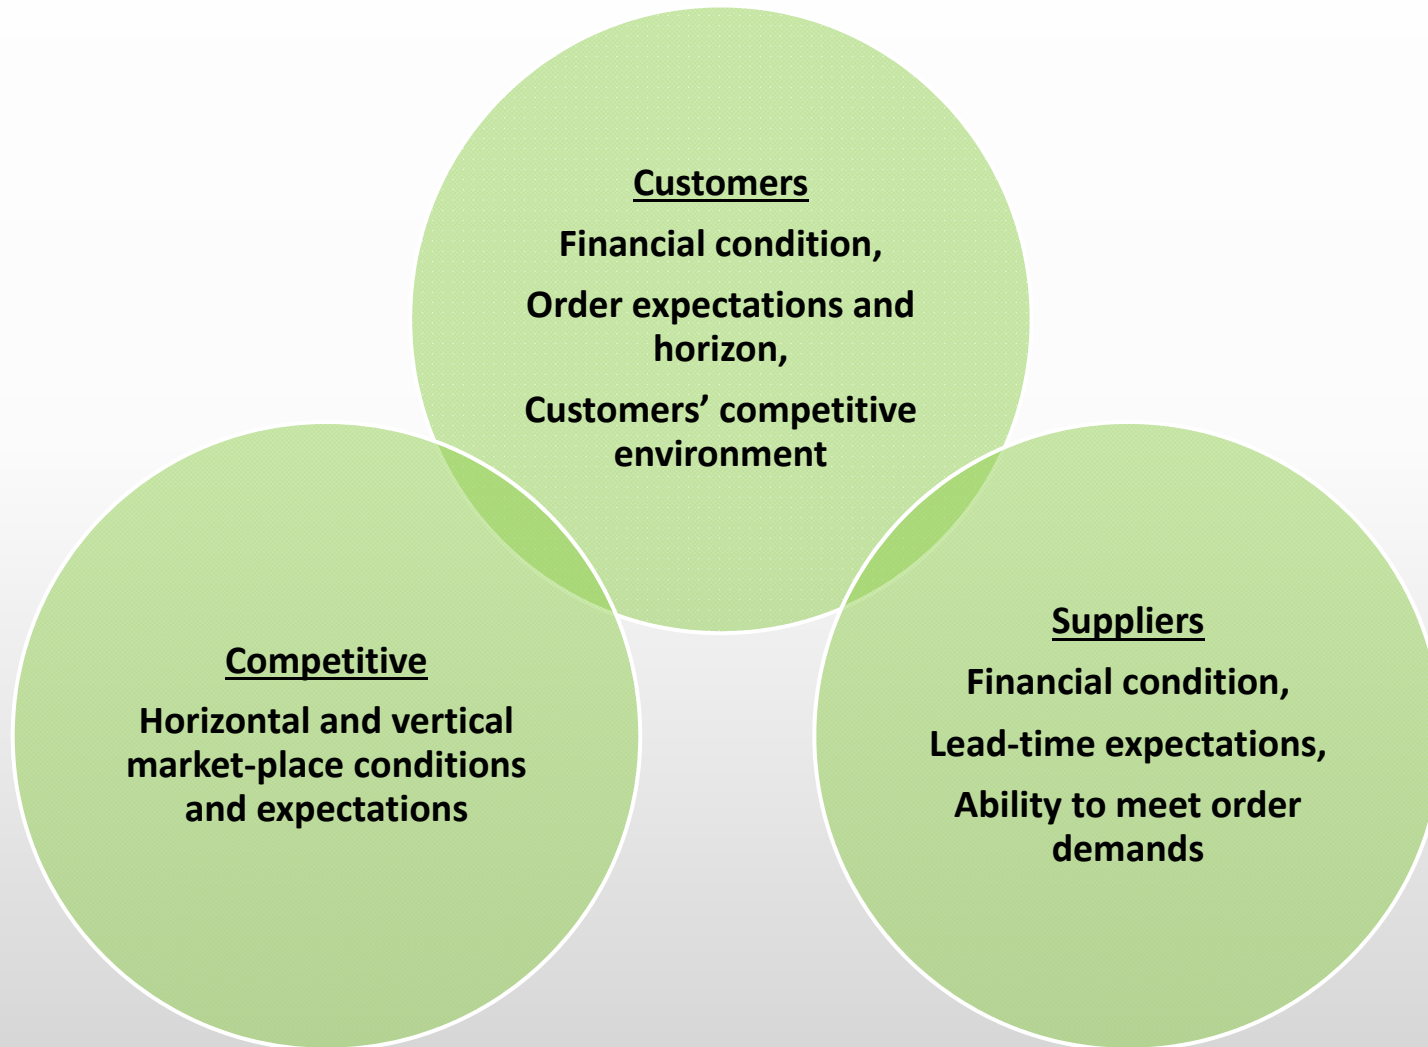 Customers
Financial condition,
Order expectations and
horizon,
Customers’ competitive
environment
Competitive
Horizontal and vertical
market-place conditions
and expectations
Suppliers
Financial condition,
Lead-time expectations,
Ability to meet order
demands